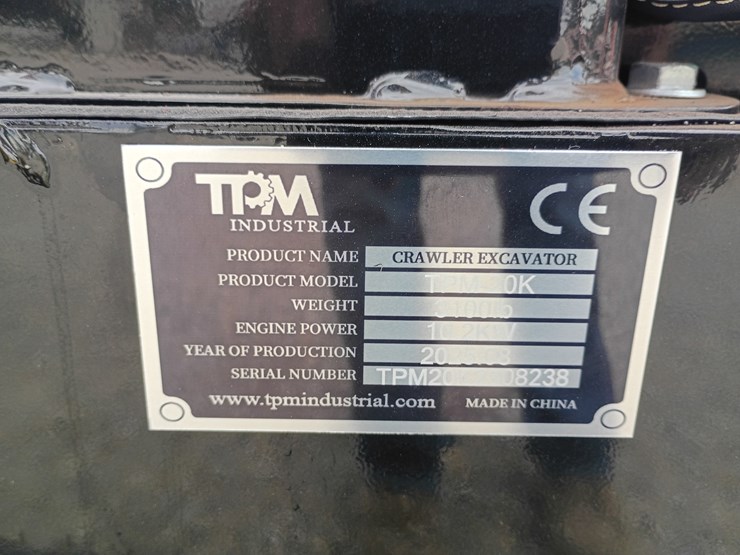 TPM
INDUSTRIAL
CE
PRODUCT NAME CRAWLER EXCAVATOR
PRODUCT MODEL
WEIGHT
ENGINE POWER
YEAR OF PRODUCTION
SERIAL NUMBER
www.tpmindustrial.com MADE IN CHINA